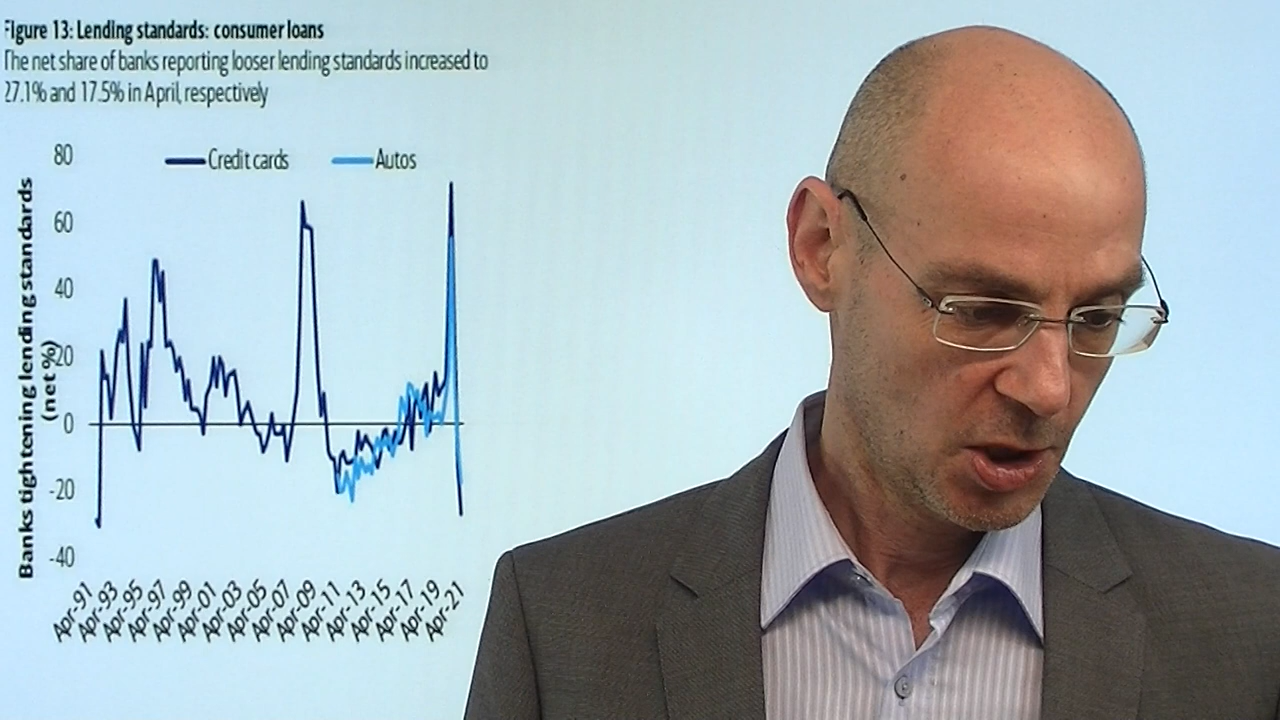 Figure 13: Lending standards: consumer loans
The net share of banks reporting looser lending standards increased to
27.1% and 17.5% in April, respectively
Credit cards
Autos
Banks tightening lending standards
(net %)
80
60
40
20
0
-20
-40
Apr-91
Apr-93
Apr-95
Apr-97
Apr-99
Apr-01
Apr-03
Apr-05
Apr-07
Apr-09
Apr-11
Apr-13
Apr-15
Apr-17
Apr-19
Apr-21